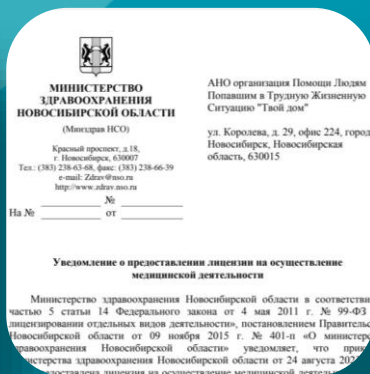 МИНИСТЕРСТВО
ЗДРАВООХРАНЕНИЯ
НОВОСИБИРСКОЙ ОБЛАСТИ
(Минздрав НСО)
Красный проспект, д.18,
г. Новосибирск, 630007
Тел.: (383) 238-63-68, факс: (383) 238-66-39
e-mail: Zdrav@nso.ru
http://www.zdrav.nso.ru
№
На № от
АНО организация Помощи Людям
Попавшим в Трудную Жизненную
Ситуацию "Твой дом"
ул. Королева, д. 29, офис 224, город
Новосибирск, Новосибирская
область, 630015
Уведомление о предоставлении лицензии на осуществление
медицинской деятельности
Министерство здравоохранения Новосибирской области в соответствии
частью 5 статьи 14 Федерального закона от 4 мая 2011 г. № 99-ФЗ
лицензировании отдельных видов деятельности», постановлением
Новосибирской области от 09 ноября 2015 г. № 401-п «О
Новосибирской области» уведомляет, что
здравоохранения Новосибирской области от 24 августа
лицензия на осуществление медицинской